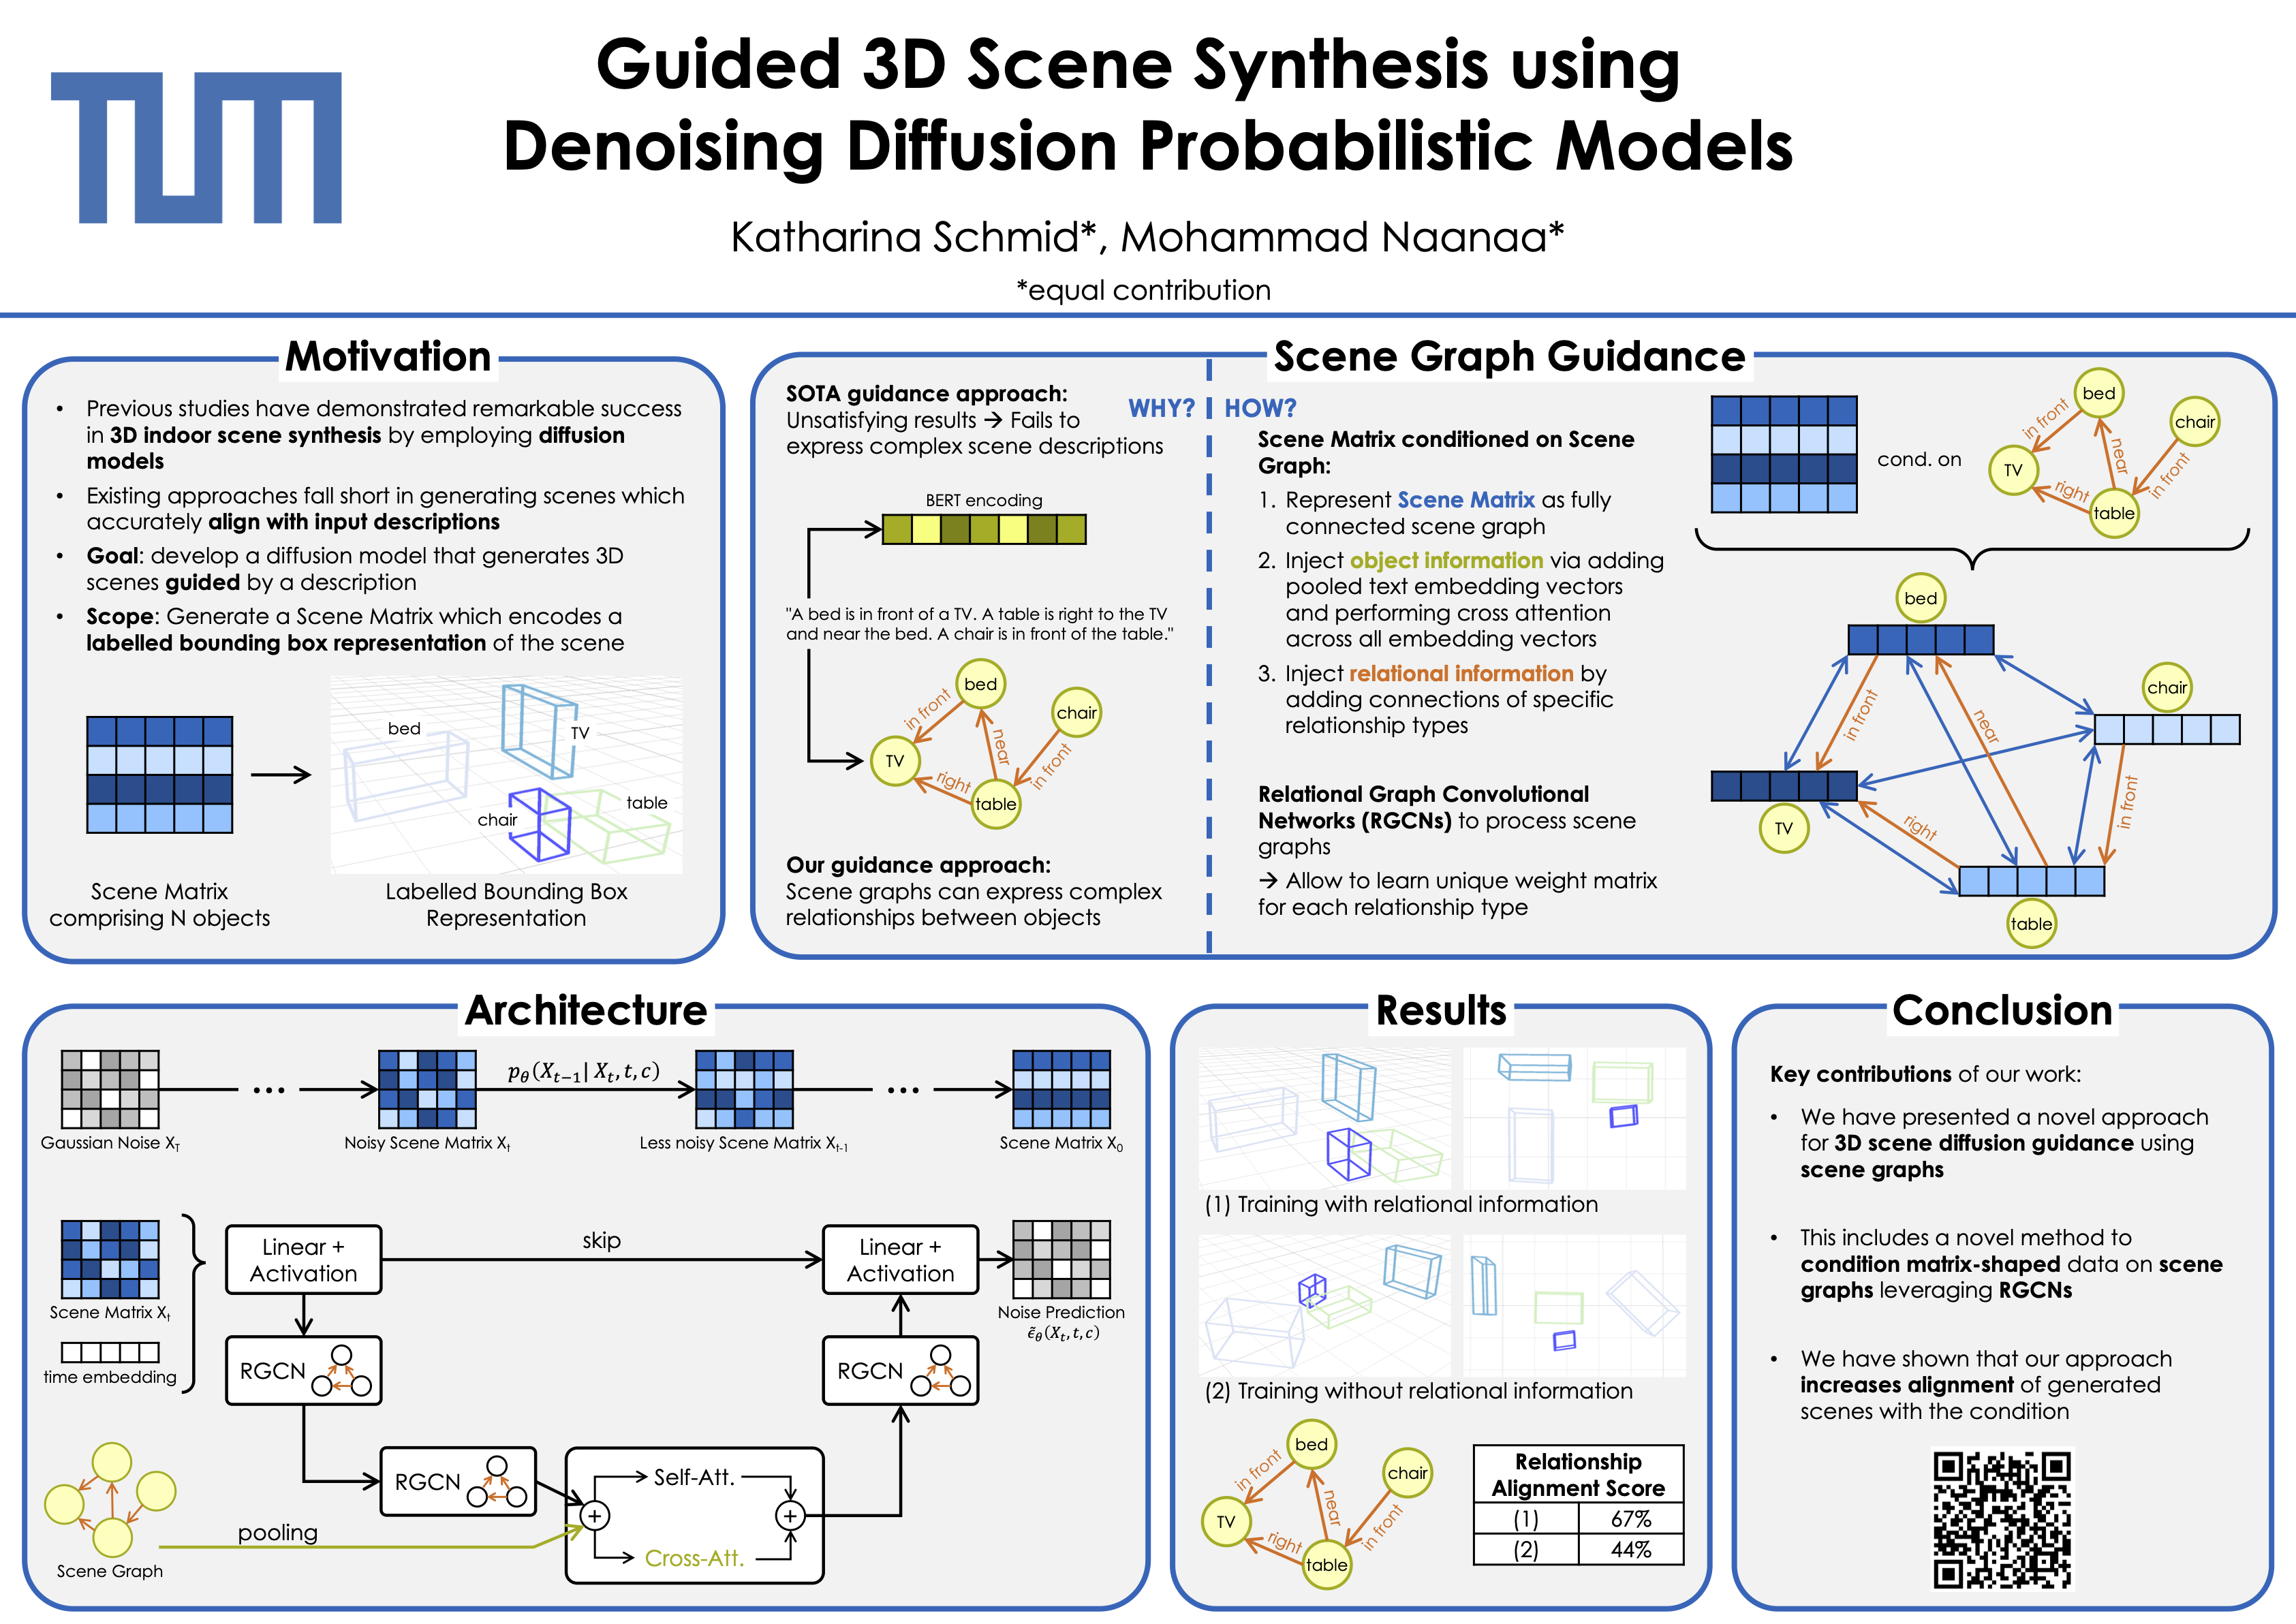 TUM
Guided 3D Scene Synthesis using
Denoising Diffusion Probabilistic Models
Katharina Schmid*, Mohammad Naanaa*
*equal contribution
Motivation
• Previous studies have demonstrated remarkable success
in 3D indoor scene synthesis by employing diffusion
models
• Existing approaches fall short in generating scenes which
accurately align with input descriptions
• Goal: develop a diffusion model that generates 3D
scenes guided by a description
• Scope: Generate a Scene Matrix which encodes a
labelled bounding box representation of the scene
bed
TV
chair
table
Scene Matrix
comprising N objects
Labelled Bounding Box
Representation
Scene Graph Guidance
WHY?
SOTA guidance approach:
Unsatisfying results → Fails to
express complex scene descriptions
BERT encoding
"A bed is in front of a TV. A table is right to the TV
and near the bed. A chair is in front of the table."
bed
chair
TV
table
in front
near
right
in front
Our guidance approach:
Scene graphs can express complex
relationships between objects
HOW?
Scene Matrix conditioned on Scene
Graph:
1. Represent Scene Matrix as fully
connected scene graph
2. Inject object information via adding
pooled text embedding vectors
and performing cross attention
across all embedding vectors
3. Inject relational information by
adding connections of specific
relationship types
Relational Graph Convolutional
Networks (RGCNs) to process scene
graphs
→ Allow to learn unique weight matrix
for each relationship type
cond. on
bed
chair
TV
table
in front
near
right
in front
bed
chair
TV
table
in front
near
right
in front
Architecture
p_θ(X_{t−1}| X_t, t, c)
Gaussian Noise X_T
Noisy Scene Matrix X_t
Less noisy Scene Matrix X_{t-1}
Scene Matrix X_0
Scene Matrix X_t
time embedding
Linear +
Activation
skip
Linear +
Activation
Noise Prediction
ϵ̃_θ(X_t, t, c)
RGCN
RGCN
RGCN
Self-Att.
+
+
Cross-Att.
pooling
Scene Graph
Results
(1) Training with relational information
(2) Training without relational information
bed
chair
TV
table
in front
near
right
in front
Relationship
Alignment Score
(1) 67%
(2) 44%
Conclusion
Key contributions of our work:
• We have presented a novel approach
for 3D scene diffusion guidance using
scene graphs
• This includes a novel method to
condition matrix-shaped data on scene
graphs leveraging RGCNs
• We have shown that our approach
increases alignment of generated
scenes with the condition